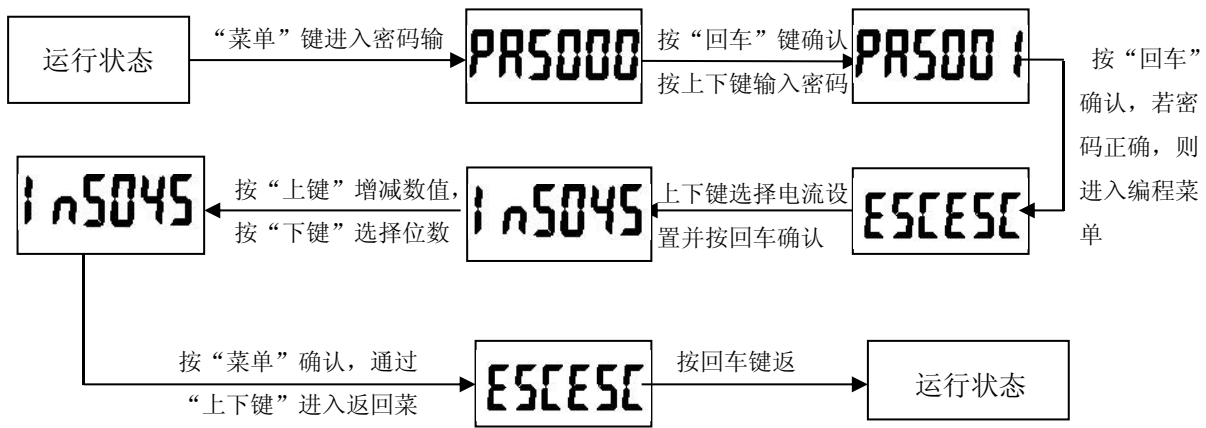 运行状态
“菜单”键进入密码输
PAS000
按“回车”键确认
按上下键输入密码
PAS001
按“回车”
确认，若密
码正确，则
进入编程菜
单
ESCESC
上下键选择电流设
置并按回车确认
In5045
按“上键”增减数值，
按“下键”选择位数
In5045
按“菜单”确认，通过
“上下键”进入返回菜
ESCESC
按回车键返
运行状态